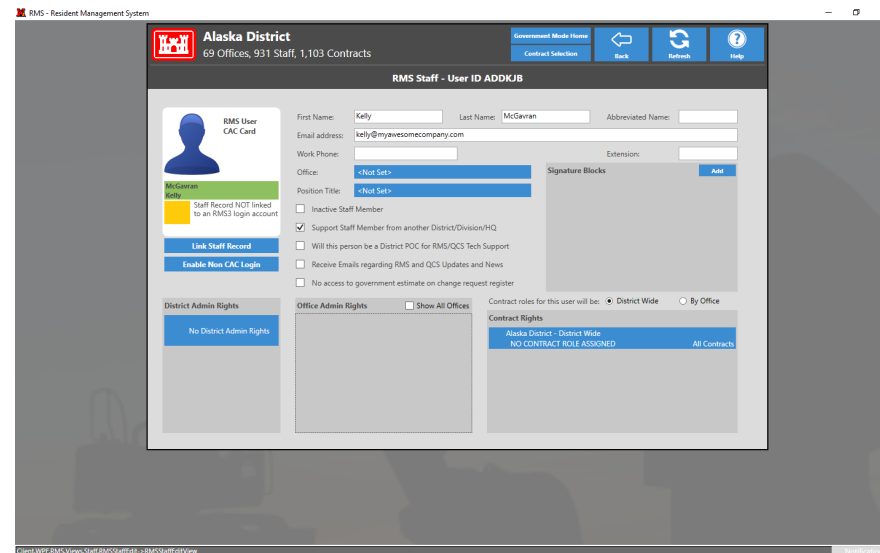 RMS - Resident Management System
Alaska District
69 Offices, 931 Staff, 1,103 Contracts
Government Mode Home
Contract Selection
Back
Refresh
Help
RMS Staff - User ID ADDKJB
RMS User
CAC Card
McGavran
Kelly
Staff Record NOT linked
to an RMS3 login account
Link Staff Record
Enable Non CAC Login
First Name: Kelly Last Name: McGavran Abbreviated Name:
Email address: kelly@myawesomecompany.com
Work Phone: Extension:
Office: <Not Set>
Position Title: <Not Set>
Signature Blocks Add
Inactive Staff Member
Support Staff Member from another District/Division/HQ
Will this person be a District POC for RMS/QCS Tech Support
Receive Emails regarding RMS and QCS Updates and News
No access to government estimate on change request register
District Admin Rights
No District Admin Rights
Office Admin Rights Show All Offices
Contract roles for this user will be: District Wide By Office
Contract Rights
Alaska District - District Wide
NO CONTRACT ROLE ASSIGNED All Contracts
Client.WPF.RMS.Views.Staff.RMSStaffEdit->RMSStaffEditView